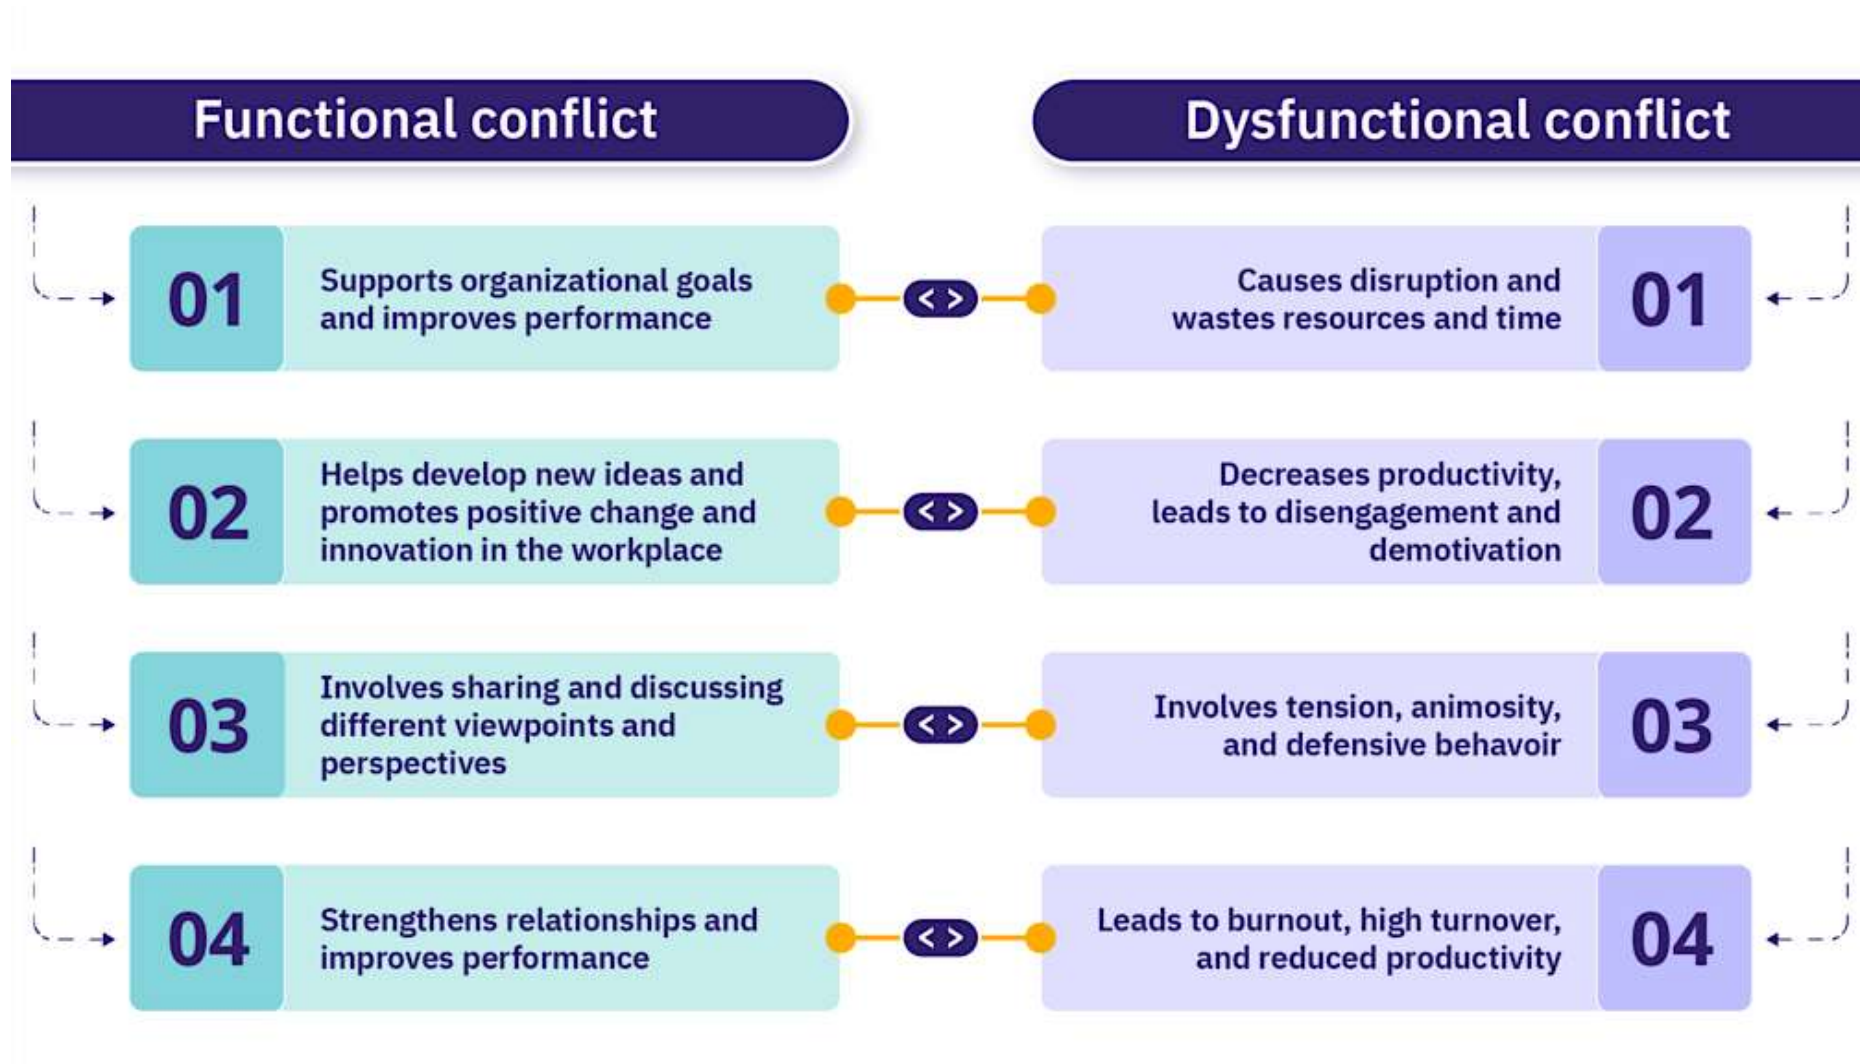 Functional conflict
Dysfunctional conflict
01
Supports organizational goals
and improves performance
< >
Causes disruption and
wastes resources and time
01
02
Helps develop new ideas and
promotes positive change and
innovation in the workplace
< >
Decreases productivity,
leads to disengagement and
demotivation
02
03
Involves sharing and discussing
different viewpoints and
perspectives
< >
Involves tension, animosity,
and defensive behavoir
03
04
Strengthens relationships and
improves performance
< >
Leads to burnout, high turnover,
and reduced productivity
04